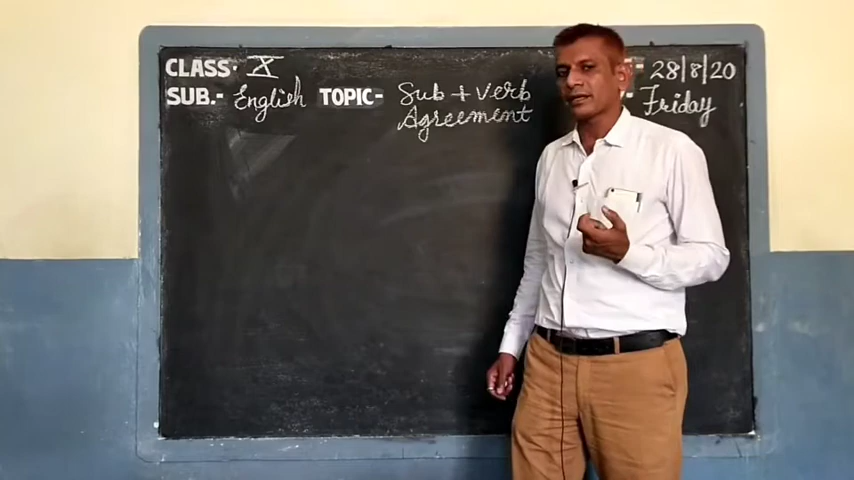 CLASS- X 28/8/20
SUB.- English TOPIC- Sub + verb Friday
Agreement